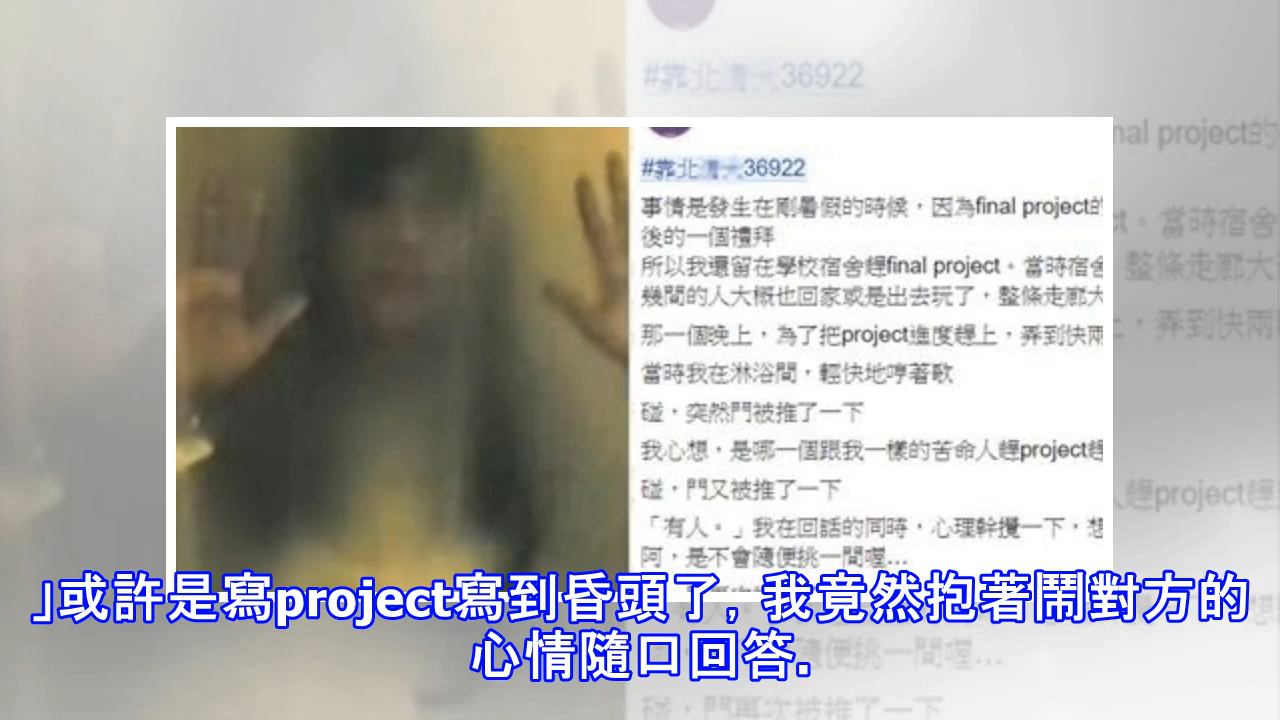 #靠北 36922
事情是發生在剛暑假的時候，因為final project的
後的一個禮拜
所以我還留在學校宿舍趕final project。當時宿舍
幾間的人大概也回家或是出去玩了，整條走廊大
那一個晚上，為了把project進度趕上，弄到快兩
當時我在淋浴間，輕快地哼著歌
碰，突然門被推了一下
我心想，是哪一個跟我一樣的苦命人趕project趕
碰，門又被推了一下
「有人。」我在回話的同時，心理幹攪一下，想
阿，是不會隨便挑一間喔...
」或許是寫project寫到昏頭了, 我竟然抱著鬧對方的
心情隨口回答.